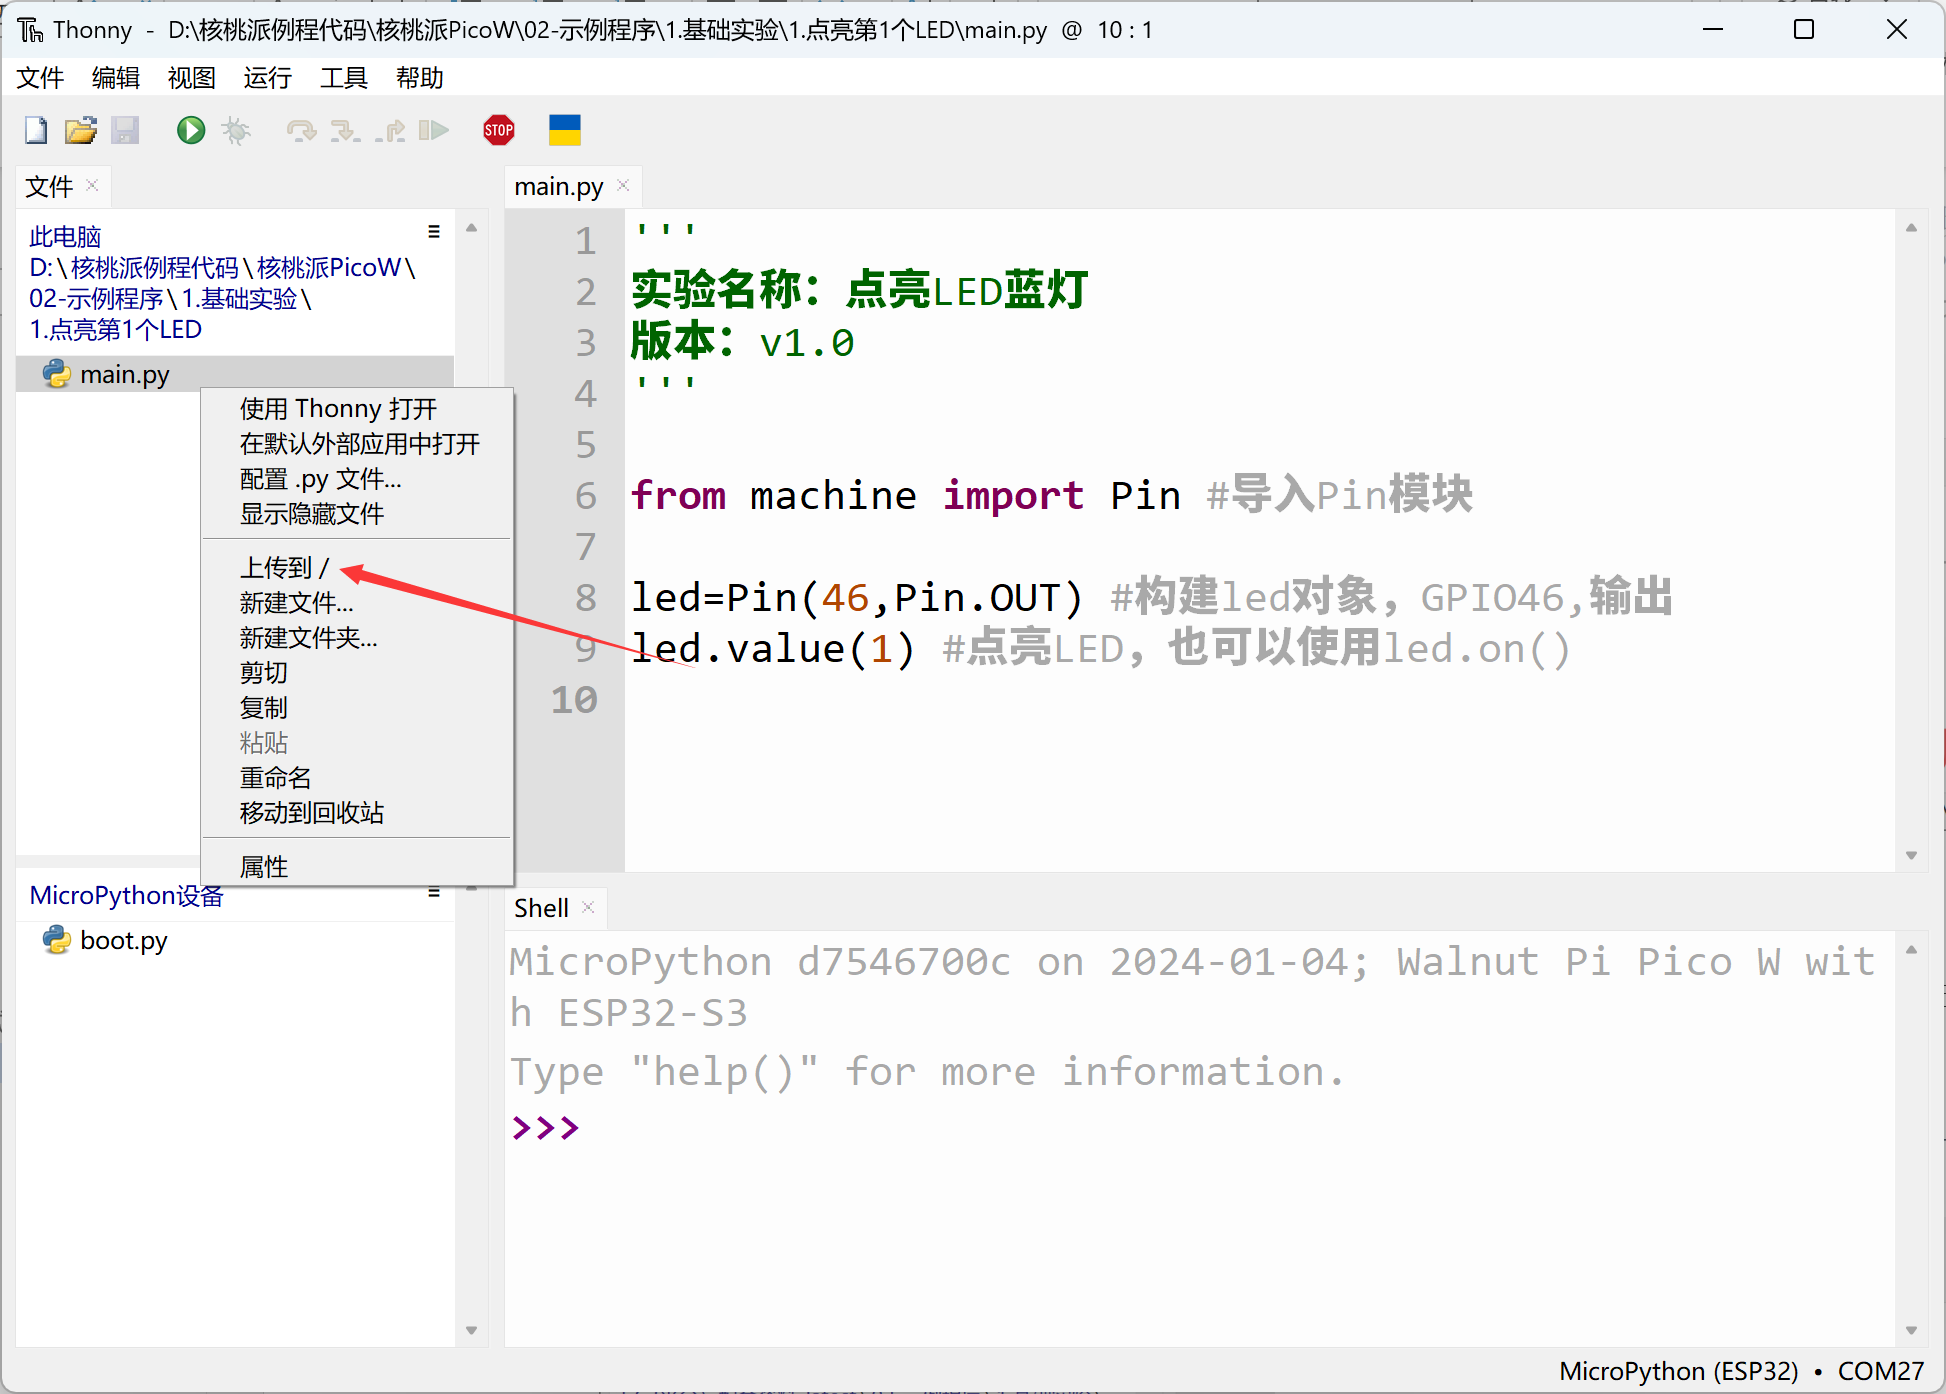 Thonny - D:\核桃派例程代码\核桃派PicoW\02-示例程序\1.基础实验\1.点亮第1个LED\main.py @ 10 : 1
文件 编辑 视图 运行 工具 帮助
STOP
文件
此电脑
D:\核桃派例程代码\核桃派PicoW\
02-示例程序\1.基础实验\
1.点亮第1个LED
main.py
使用 Thonny 打开
在默认外部应用中打开
配置 .py 文件...
显示隐藏文件
上传到 /
新建文件...
新建文件夹...
剪切
复制
粘贴
重命名
移动到回收站
属性
MicroPython设备
boot.py
main.py
1 '''
2 实验名称：点亮LED蓝灯
3 版本：v1.0
4 '''
5
6 from machine import Pin #导入Pin模块
7
8 led=Pin(46,Pin.OUT) #构建led对象，GPIO46,输出
9 led.value(1) #点亮LED，也可以使用led.on()
10
Shell
MicroPython d7546700c on 2024-01-04; Walnut Pi Pico W wit
h ESP32-S3
Type "help()" for more information.
>>>
MicroPython (ESP32) • COM27